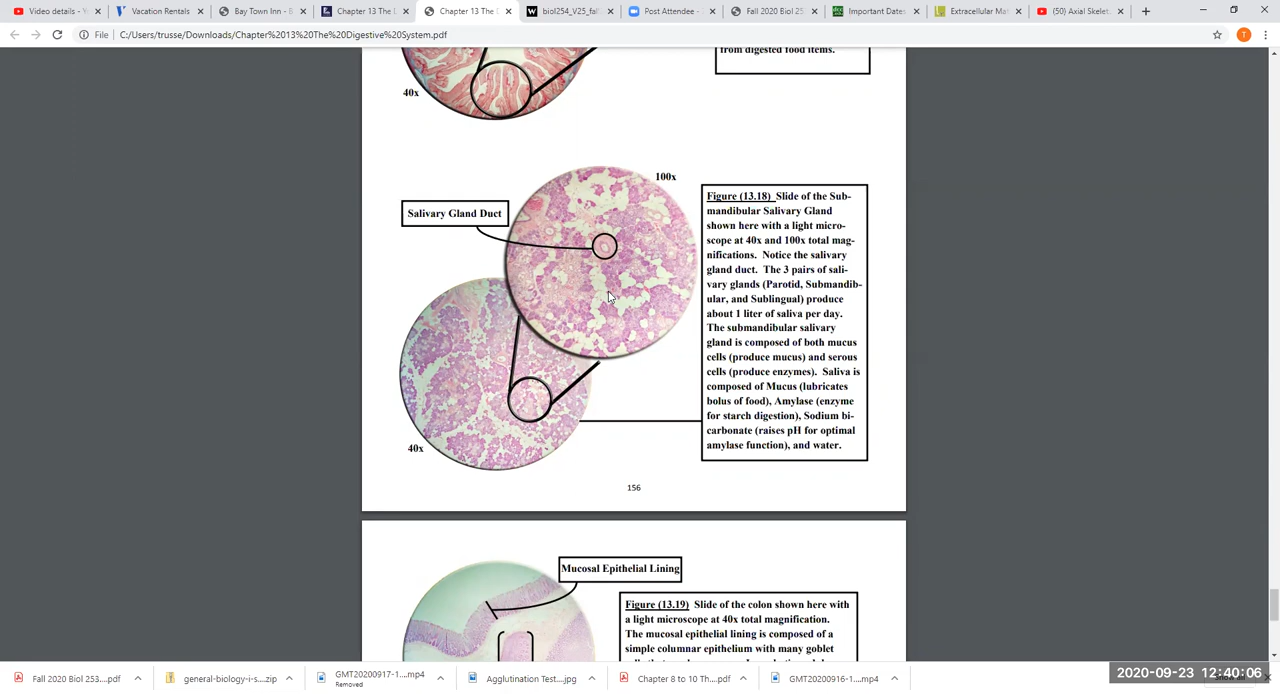 Video details - Y
Vacation Rentals
Bay Town Inn - B
Chapter 13 The D
Chapter 13 The D
biol254_V25_fal
Post Attendee -
Fall 2020 Biol 25
Important Dates
Extracellular Ma
(50) Axial Skelet
File | C:/Users/trusse/Downloads/Chapter%2013%20The%20Digestive%20System.pdf
T
from digested food items.
40x
100x
Salivary Gland Duct
Figure (13.18) Slide of the Sub-
mandibular Salivary Gland
shown here with a light micro-
scope at 40x and 100x total mag-
nifications. Notice the salivary
gland duct. The 3 pairs of sali-
vary glands (Parotid, Submandib-
ular, and Sublingual) produce
about 1 liter of saliva per day.
The submandibular salivary
gland is composed of both mucus
cells (produce mucus) and serous
cells (produce enzymes). Saliva is
composed of Mucus (lubricates
bolus of food), Amylase (enzyme
for starch digestion), Sodium bi-
carbonate (raises pH for optimal
amylase function), and water.
40x
156
Mucosal Epithelial Lining
Figure (13.19) Slide of the colon shown here with
a light microscope at 40x total magnification.
The mucosal epithelial lining is composed of a
simple columnar epithelium with many goblet
Fall 2020 Biol 253....pdf
general-biology-i-s....zip
GMT20200917-1....mp4
Removed
Agglutination Test....jpg
Chapter 8 to 10 Th....pdf
GMT20200916-1....mp4
2020-09-23 12:40:06